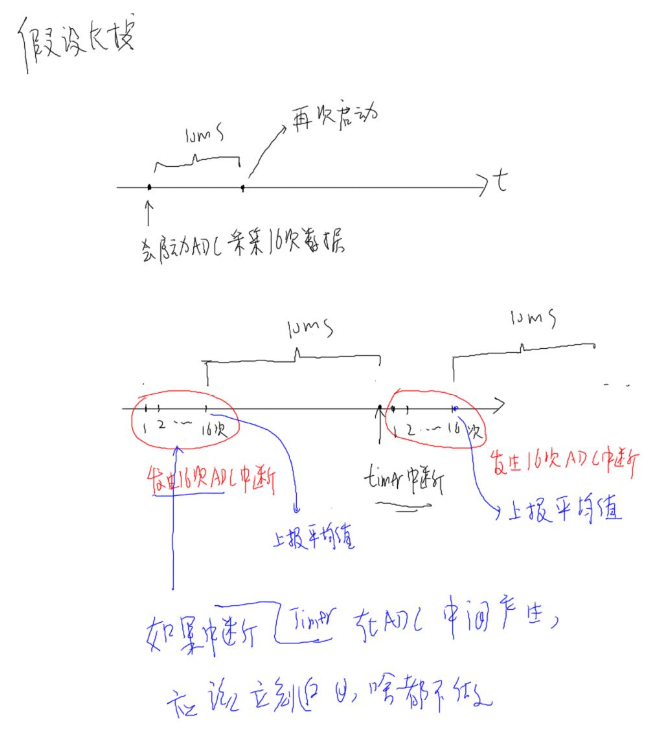 假设长按
10ms
再次启动
t
会启动ADC采集16次数据
10ms
10ms
1 2 … 16次
1 2 … 16次
发生16次ADC中断
timer中断
发生16次ADC中断
上报平均值
上报平均值
如果中断 Timer 在ADC中间产生,
应该立刻返回,啥都不做